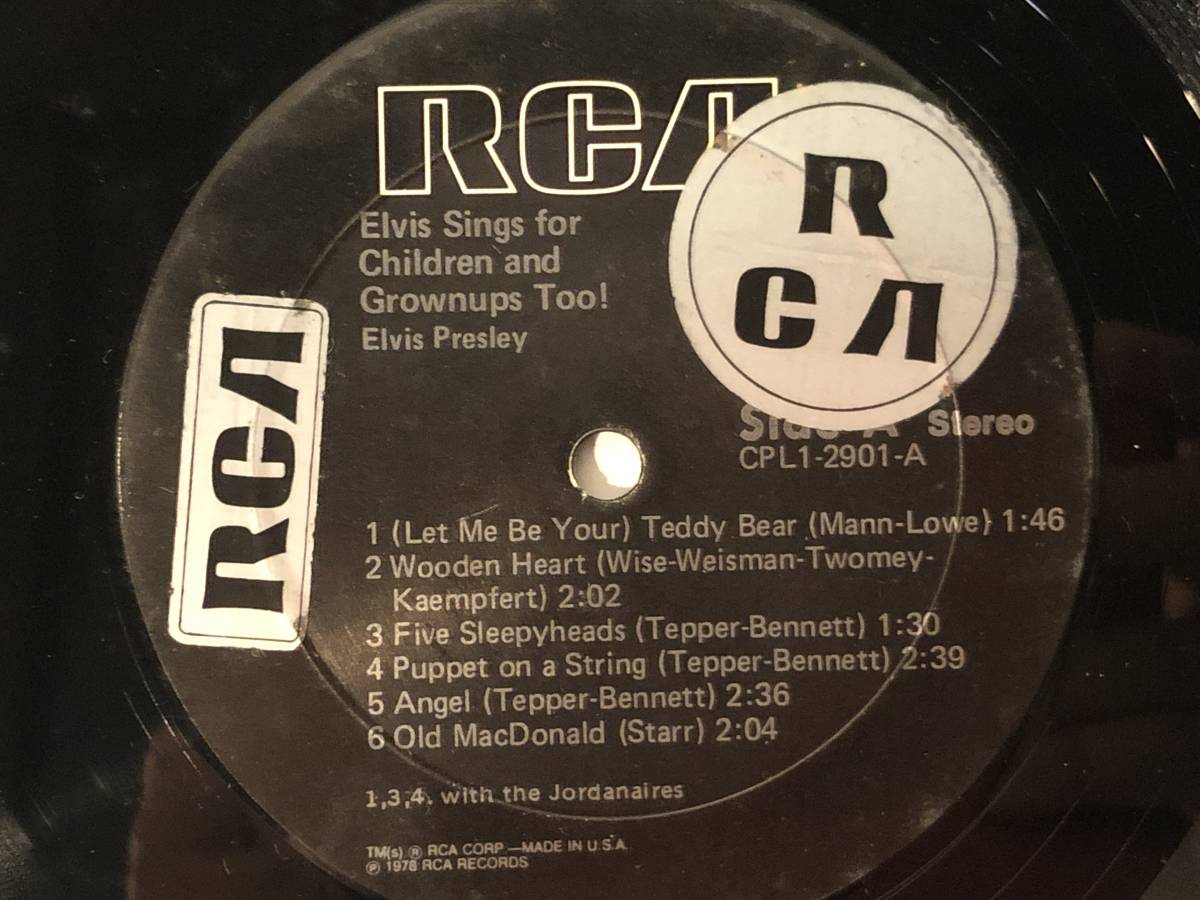 RCA
Elvis Sings for
Children and
Grownups Too!
Elvis Presley
R
C A
RCA
Side A Stereo
CPL1-2901-A
1 (Let Me Be Your) Teddy Bear (Mann-Lowe) 1:46
2 Wooden Heart (Wise-Weisman-Twomey-
Kaempfert) 2:02
3 Five Sleepyheads (Tepper-Bennett) 1:30
4 Puppet on a String (Tepper-Bennett) 2:39
5 Angel (Tepper-Bennett) 2:36
6 Old MacDonald (Starr) 2:04
1,3,4. with the Jordanaires
TM(s) ® RCA CORP —MADE IN U.S.A.
℗ 1978 RCA RECORDS